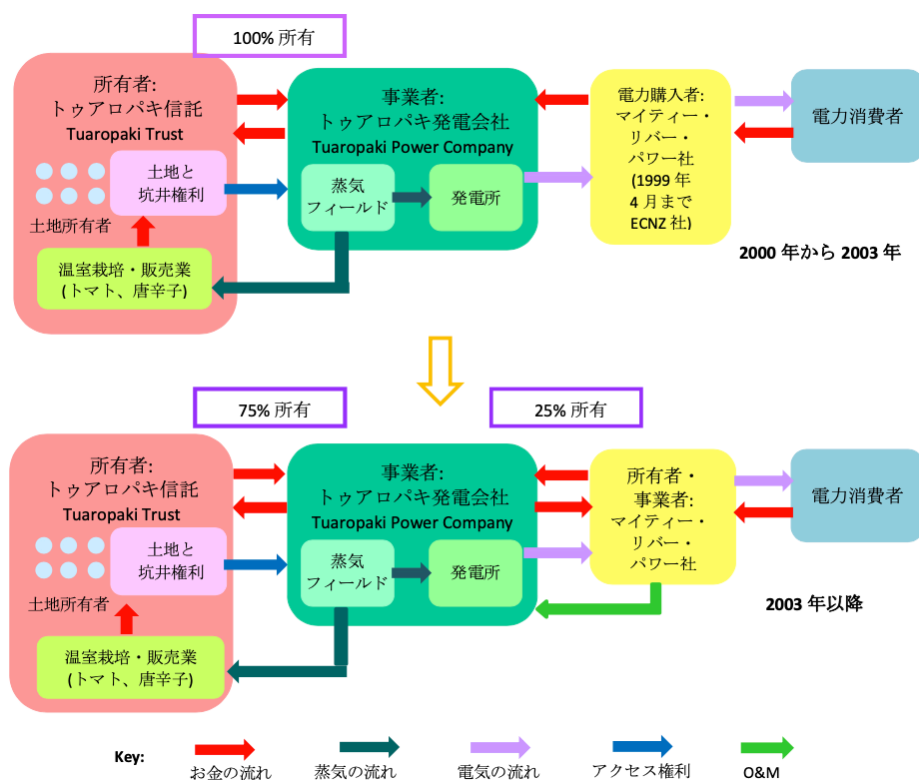 100% 所有
所有者:
トゥアロパキ信託
Tuaropaki Trust
土地と
坑井権利
土地所有者
温室栽培・販売業
(トマト、唐辛子)
事業者:
トゥアロパキ発電会社
Tuaropaki Power Company
蒸気
フィールド
発電所
電力購入者:
マイティー・
リバー・
パワー社
(1999 年
4 月まで
ECNZ 社)
電力消費者
2000 年から 2003 年
75% 所有
25% 所有
所有者:
トゥアロパキ信託
Tuaropaki Trust
土地と
坑井権利
土地所有者
温室栽培・販売業
(トマト、唐辛子)
事業者:
トゥアロパキ発電会社
Tuaropaki Power Company
蒸気
フィールド
発電所
所有者・
事業者:
マイティー・
リバー・
パワー社
電力消費者
2003 年以降
Key:
お金の流れ
蒸気の流れ
電気の流れ
アクセス権利
O&M